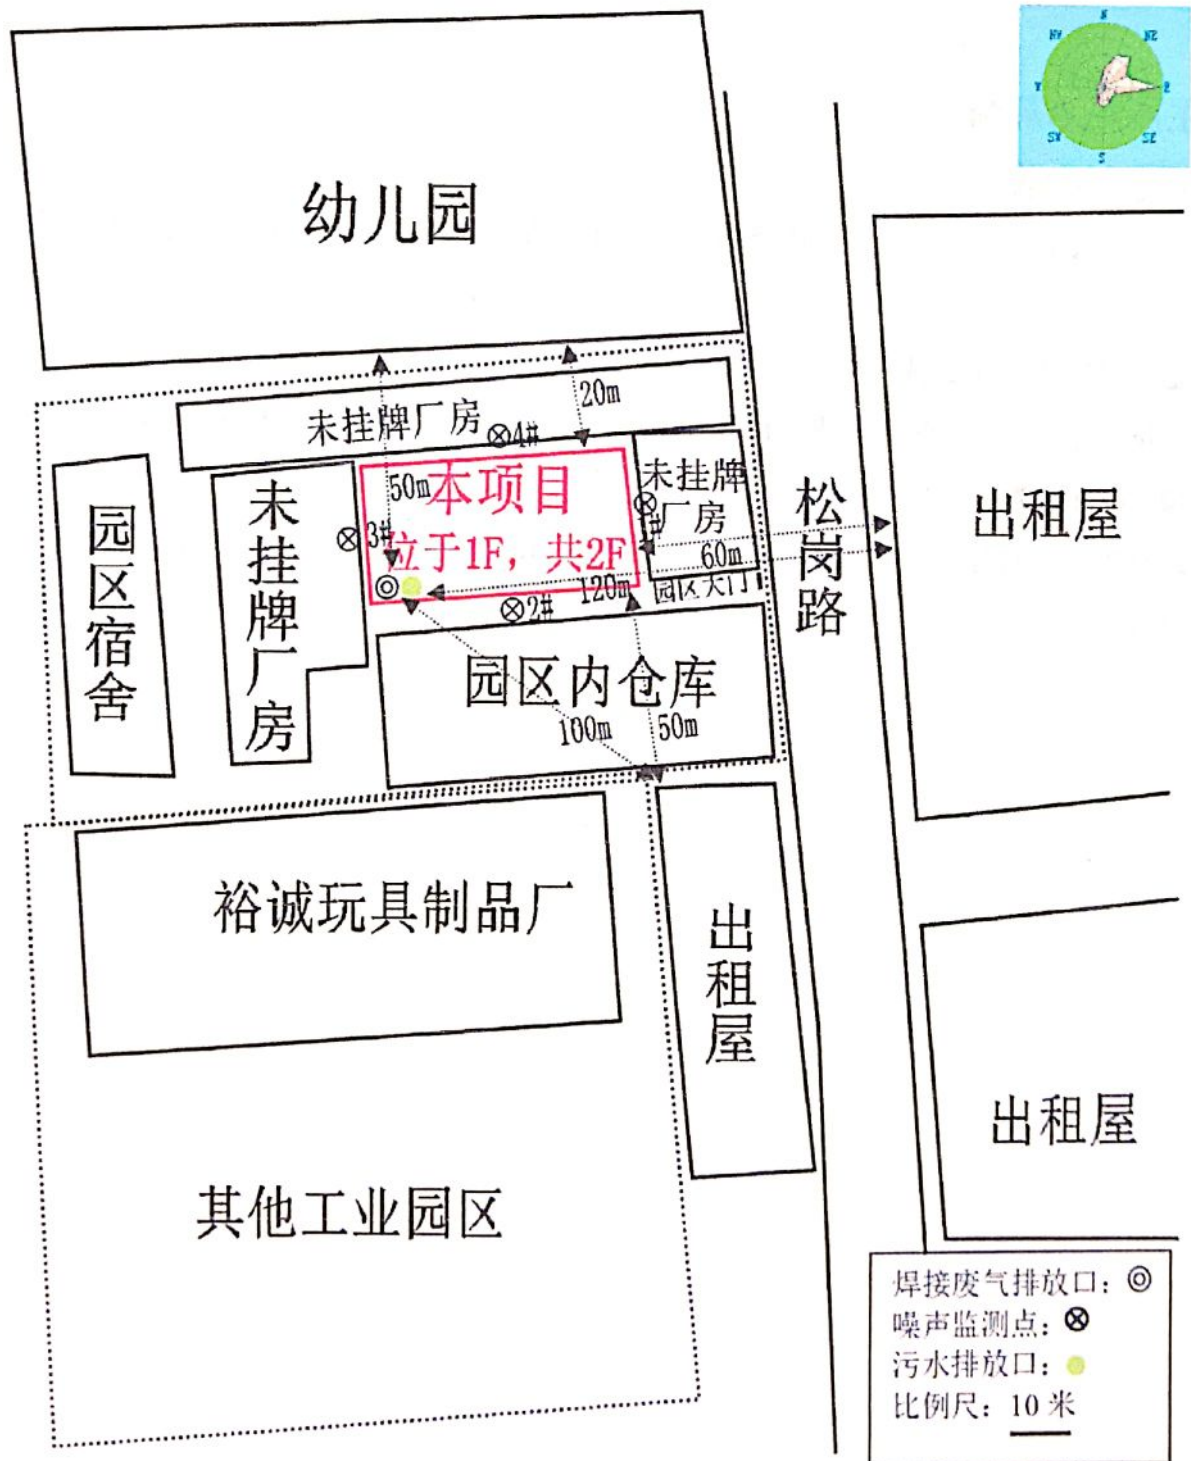 N
NE
SE
S
SW
NW
幼儿园
20m
未挂牌厂房
4#
50m
本项目
位于1F，共2F
未挂牌
厂房
1#
3#
60m
120m
园区大门
2#
园区宿舍
未挂牌厂房
园区内仓库
100m
50m
松岗路
出租屋
裕诚玩具制品厂
出租屋
出租屋
其他工业园区
焊接废气排放口：
噪声监测点：
污水排放口：
比例尺：10 米